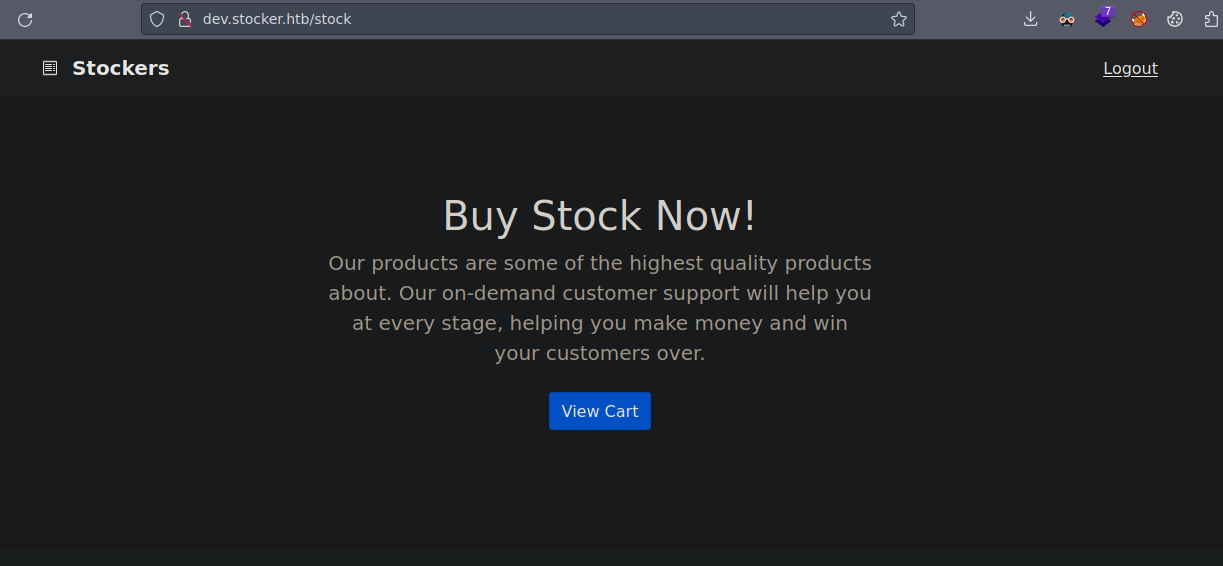 dev.stocker.htb/stock
7
Stockers
Logout
Buy Stock Now!
Our products are some of the highest quality products
about. Our on-demand customer support will help you
at every stage, helping you make money and win
your customers over.
View Cart